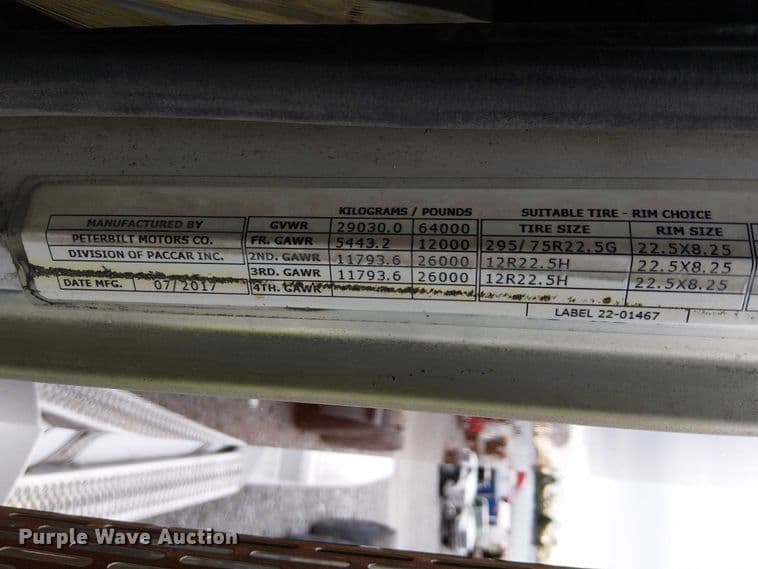 KILOGRAMS / POUNDS SUITABLE TIRE - RIM CHOICE
MANUFACTURED BY GVWR 29030.0 64000 TIRE SIZE RIM SIZE
PETERBILT MOTORS CO. FR. GAWR 5443.2 12000 295/75R22.5G 22.5X8.25
DIVISION OF PACCAR INC. 2ND. GAWR 11793.6 26000 12R22.5H 22.5X8.25
3RD. GAWR 11793.6 26000 12R22.5H 22.5X8.25
DATE MFG. 07/2017 4TH. GAWR
LABEL 22-01467
Purple Wave Auction